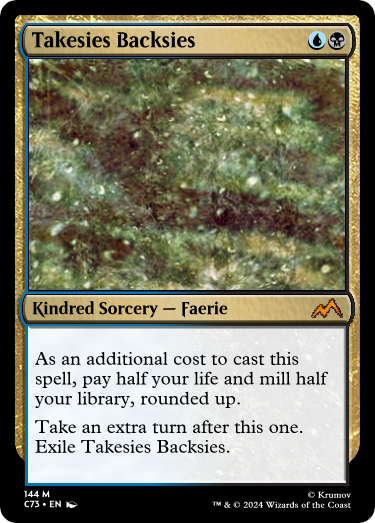 Takesies Backsies
Kindred Sorcery — Faerie
As an additional cost to cast this
spell, pay half your life and mill half
your library, rounded up.
Take an extra turn after this one.
Exile Takesies Backsies.
144 M
C73 • EN
© Krumov
™ & © 2024 Wizards of the Coast